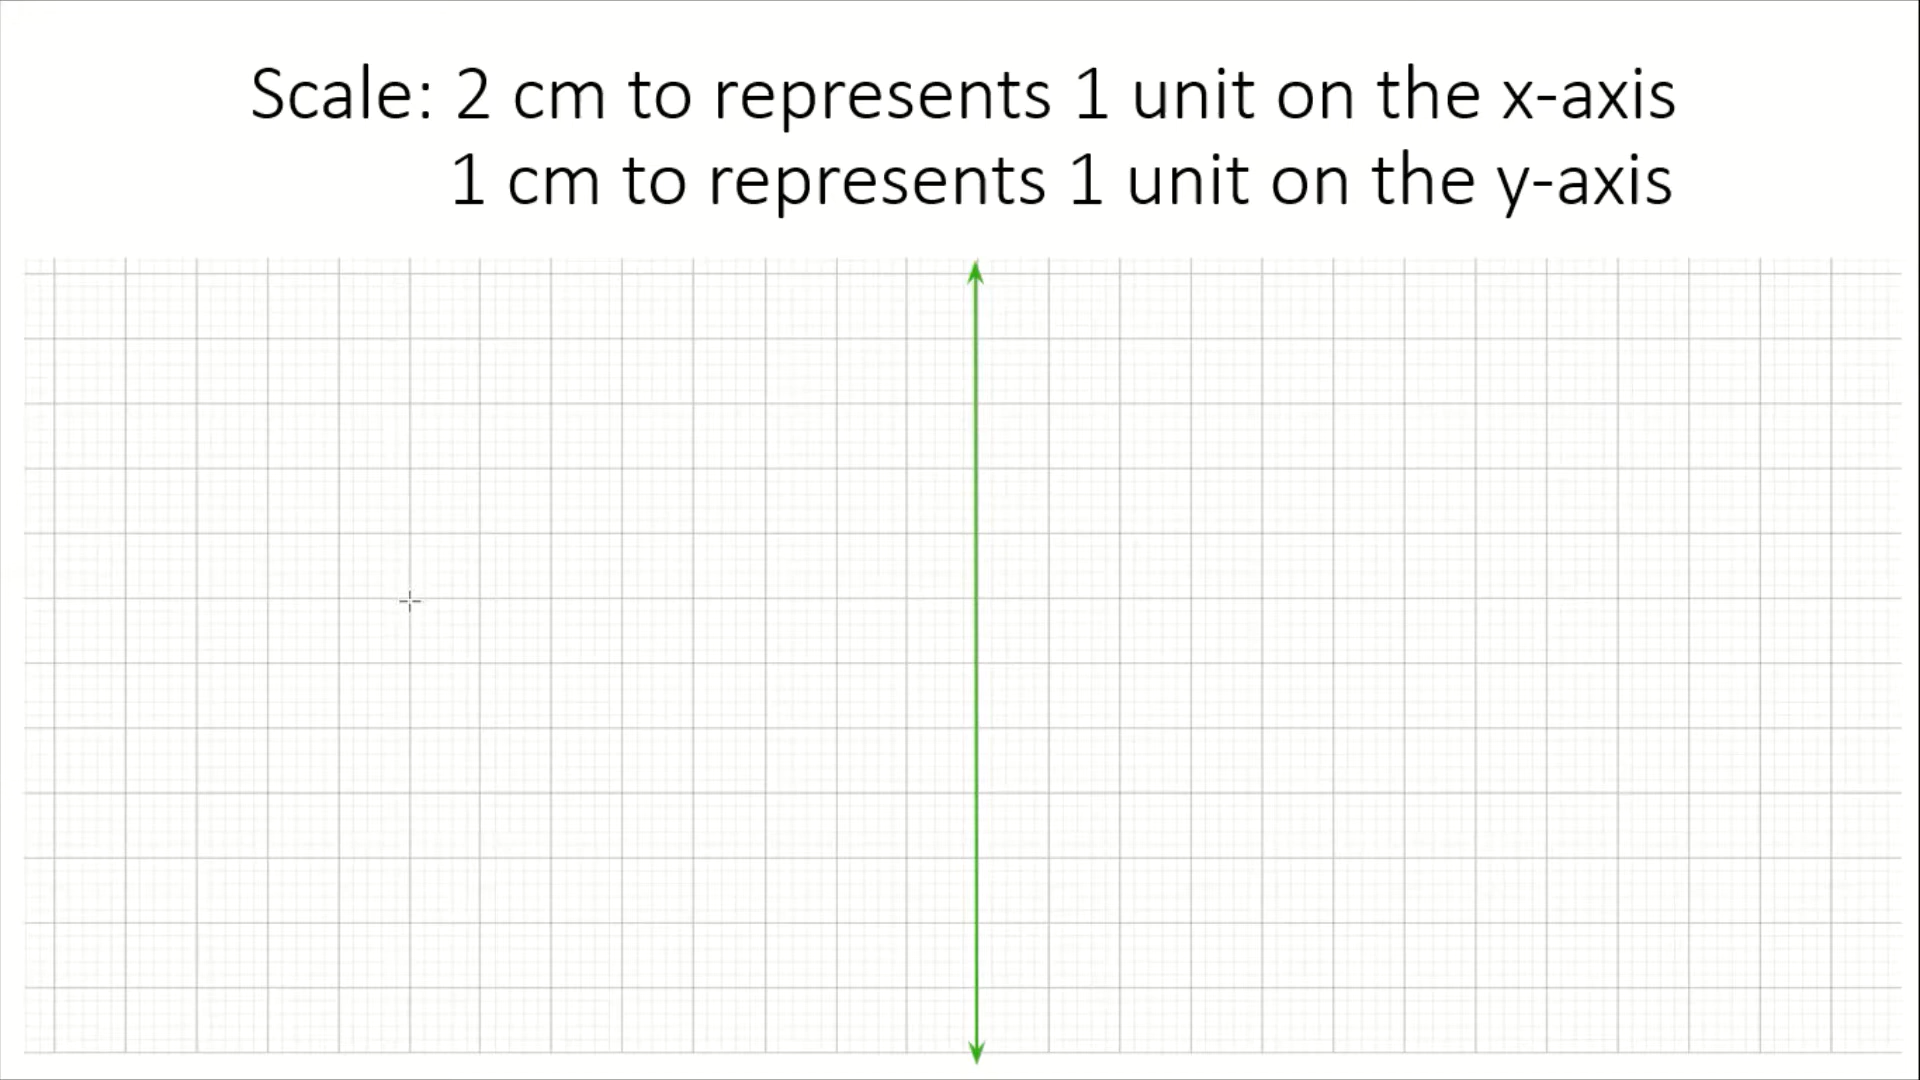 Scale: 2 cm to represents 1 unit on the x-axis
1 cm to represents 1 unit on the y-axis